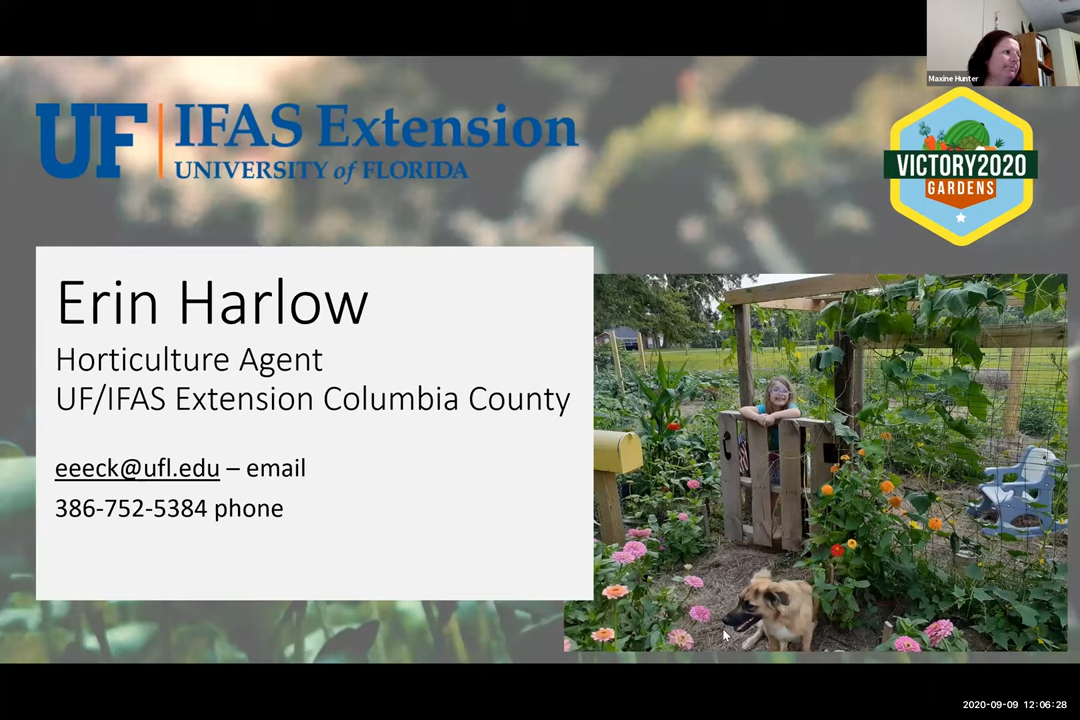 Maxine Hunter
UF IFAS Extension
UNIVERSITY of FLORIDA
VICTORY2020
GARDENS
Erin Harlow
Horticulture Agent
UF/IFAS Extension Columbia County
eeeck@ufl.edu – email
386-752-5384 phone
2020-09-09 12:06:28